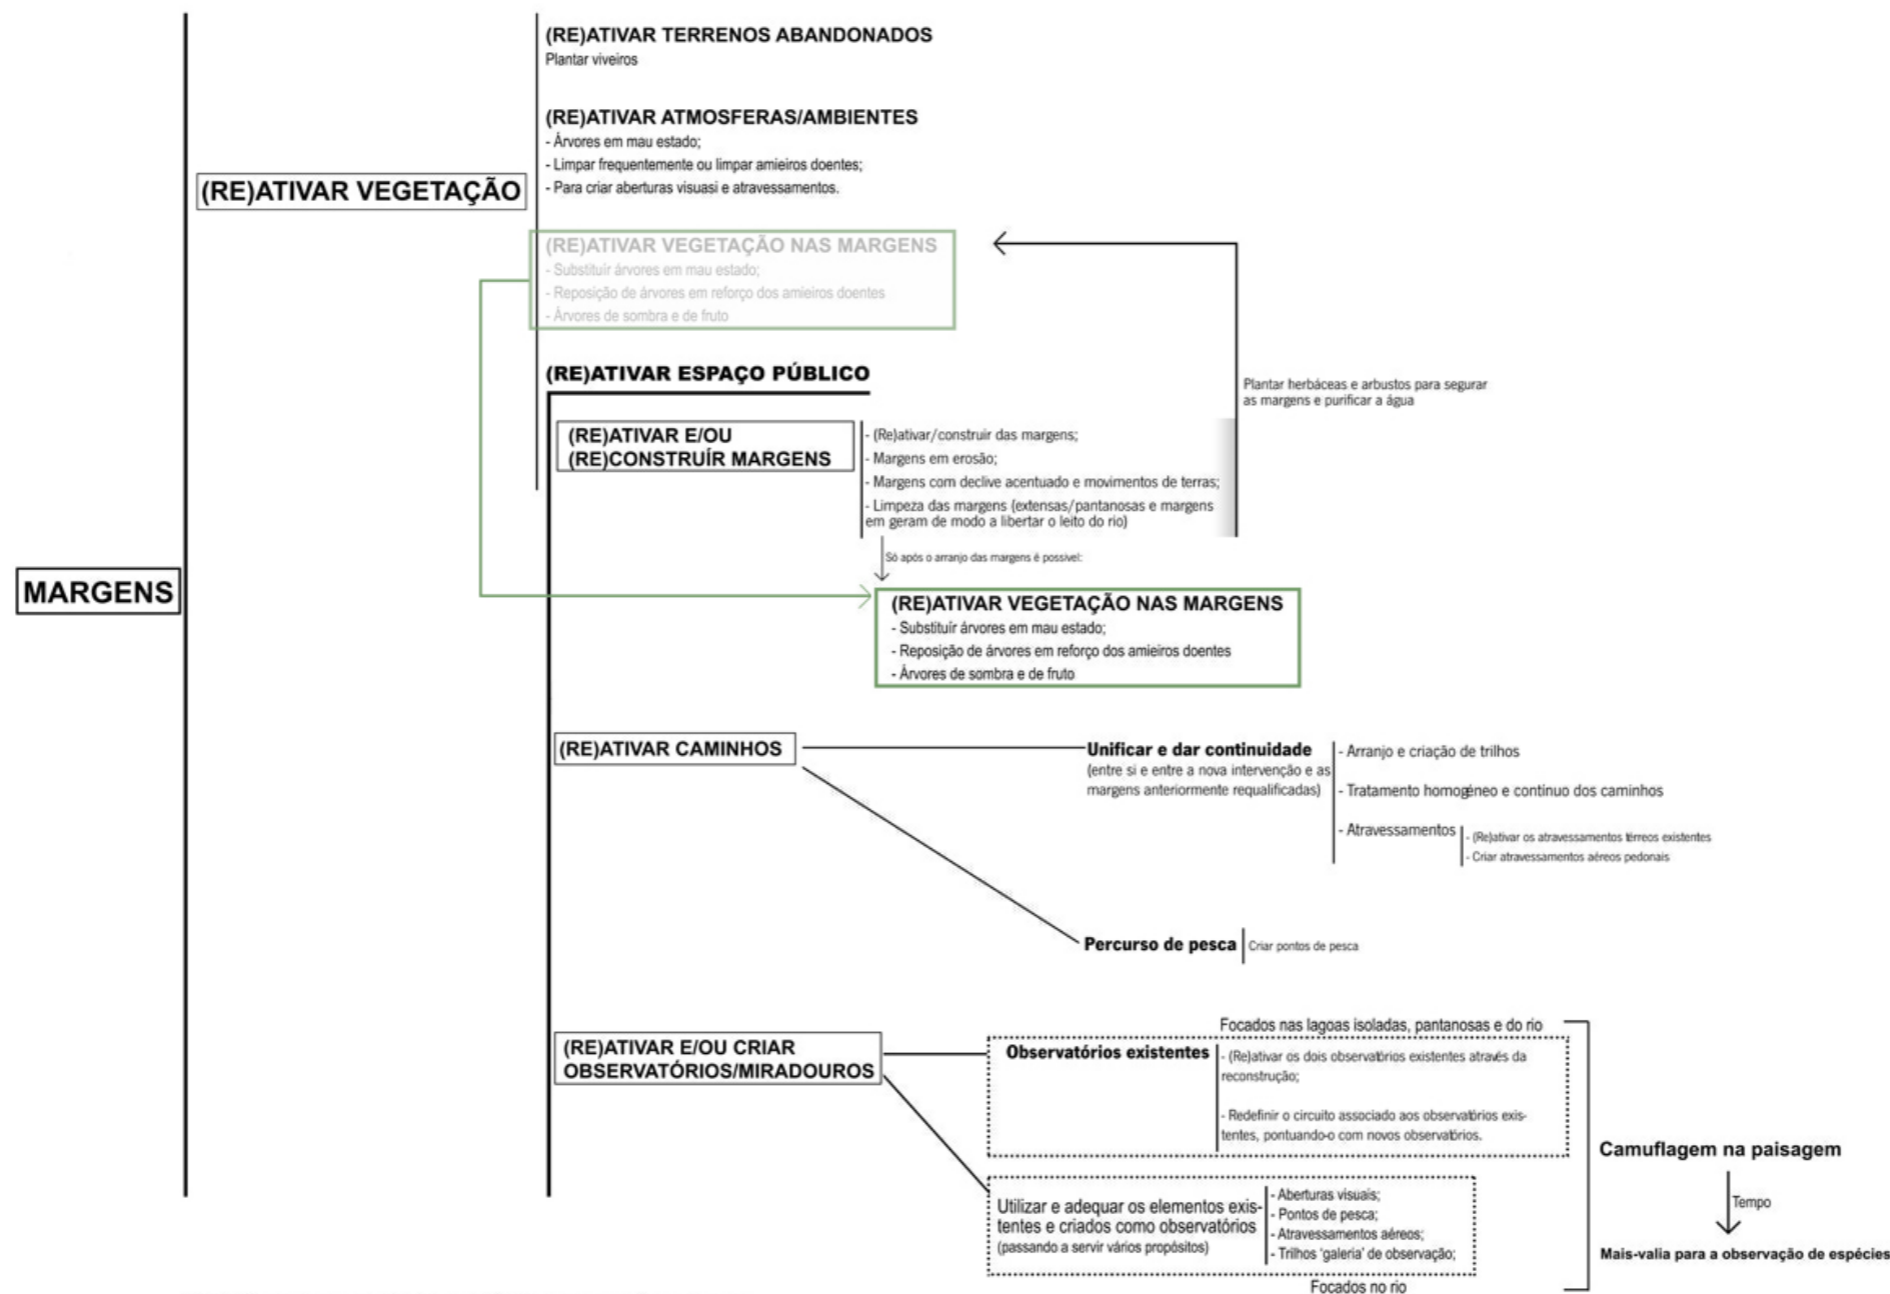 (RE)ATIVAR TERRENOS ABANDONADOS
Plantar viveiros
(RE)ATIVAR ATMOSFERAS/AMBIENTES
- Árvores em mau estado;
- Limpar frequentemente ou limpar amieiros doentes;
- Para criar aberturas visuasi e atravessamentos.
(RE)ATIVAR VEGETAÇÃO
(RE)ATIVAR VEGETAÇÃO NAS MARGENS
- Substituír árvores em mau estado;
- Reposição de árvores em reforço dos amieiros doentes
- Árvores de sombra e de fruto
(RE)ATIVAR ESPAÇO PÚBLICO
Plantar herbáceas e arbustos para segurar
as margens e purificar a água
(RE)ATIVAR E/OU
(RE)CONSTRUÍR MARGENS
- (Re)ativar/construir das margens;
- Margens em erosão;
- Margens com declive acentuado e movimentos de terras;
- Limpeza das margens (extensas/pantanosas e margens
em geram de modo a libertar o leito do rio)
Só após o arranjo das margens é possivel:
MARGENS
(RE)ATIVAR VEGETAÇÃO NAS MARGENS
- Substituír árvores em mau estado;
- Reposição de árvores em reforço dos amieiros doentes
- Árvores de sombra e de fruto
(RE)ATIVAR CAMINHOS
Unificar e dar continuidade
(entre si e entre a nova intervenção e as
margens anteriormente requalificadas)
- Arranjo e criação de trilhos
- Tratamento homogéneo e contínuo dos caminhos
- Atravessamentos
- (Re)ativar os atravessamentos térreos existentes
- Criar atravessamentos aéreos pedonais
Percurso de pesca
Criar pontos de pesca
(RE)ATIVAR E/OU CRIAR
OBSERVATÓRIOS/MIRADOUROS
Focados nas lagoas isoladas, pantanosas e do rio
Observatórios existentes
- (Re)ativar os dois observatórios existentes através da
reconstrução;
- Redefinir o circuito associado aos observatórios exis-
tentes, pontuando-o com novos observatórios.
Utilizar e adequar os elementos exis-
tentes e criados como observatórios
(passando a servir vários propósitos)
- Aberturas visuais;
- Pontos de pesca;
- Atravessamentos aéreos;
- Trilhos 'galeria' de observação;
Focados no rio
Camuflagem na paisagem
Tempo
Mais-valia para a observação de espécies